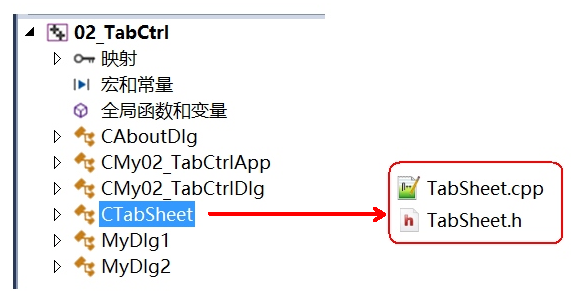 02_TabCtrl
映射
宏和常量
全局函数和变量
CAboutDlg
CMy02_TabCtrlApp
CMy02_TabCtrlDlg
CTabSheet
MyDlg1
MyDlg2
TabSheet.cpp
TabSheet.h